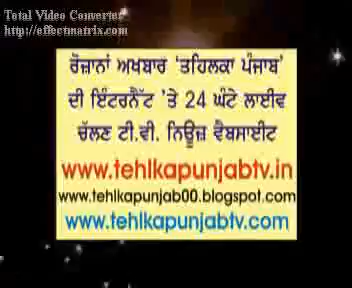 Total Video Converter
http://effectmatrix.com
ਰੋਜ਼ਾਨਾਂ ਅਖਬਾਰ 'ਤਹਿਲਕਾ ਪੰਜਾਬ'
ਦੀ ਇੰਟਰਨੈੱਟ 'ਤੇ 24 ਘੰਟੇ ਲਾਈਵ
ਚੱਲਣ ਟੀ.ਵੀ. ਨਿਊਜ਼ ਵੈਬਸਾਈਟ
www.tehlkapunjabtv.in
www.tehlkapunjab00.blogspot.com
www.tehlkapunjabtv.com